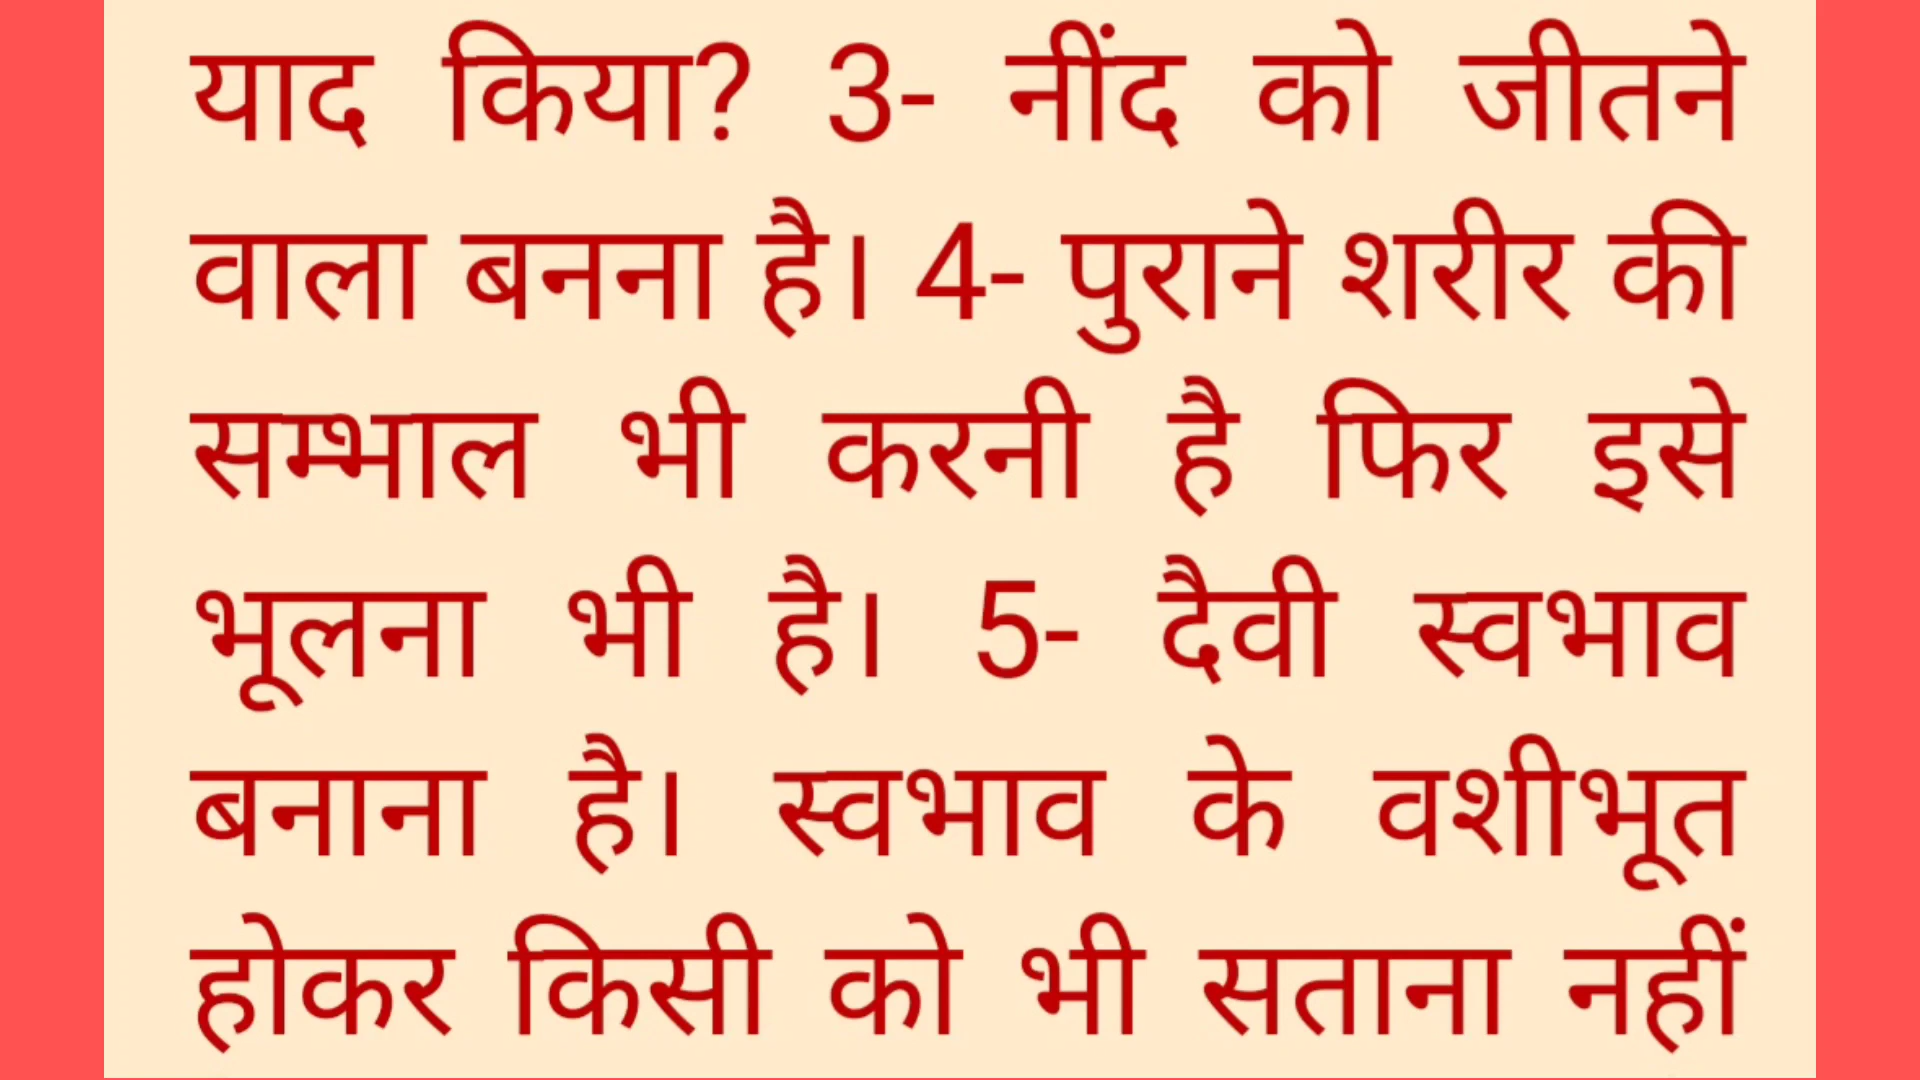 याद किया? 3- नींद को जीतने
वाला बनना है। 4- पुराने शरीर की
सम्भाल भी करनी है फिर इसे
भूलना भी है। 5- दैवी स्वभाव
बनाना है। स्वभाव के वशीभूत
होकर किसी को भी सताना नहीं